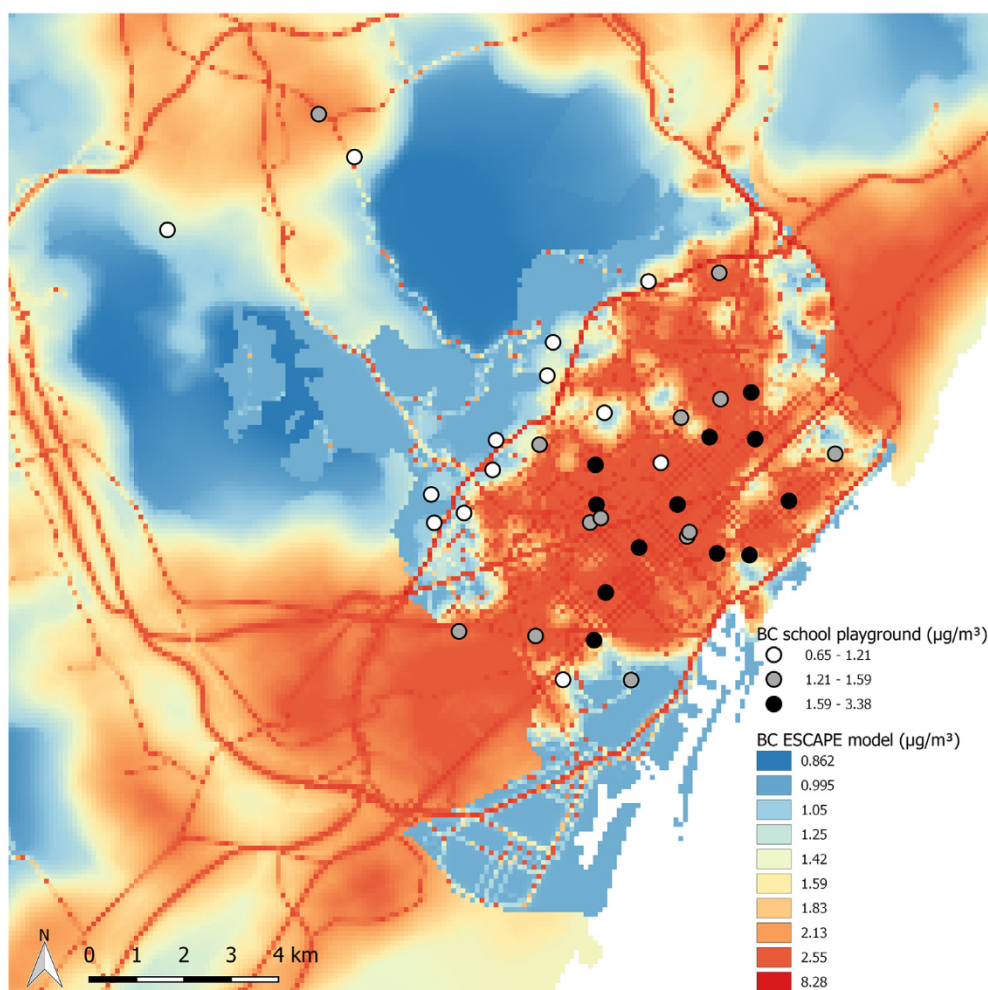 BC school playground (µg/m³)
0.65 - 1.21
1.21 - 1.59
1.59 - 3.38
BC ESCAPE model (µg/m³)
0.862
0.995
1.05
1.25
1.42
1.59
1.83
2.13
2.55
8.28
N
0 1 2 3 4 km